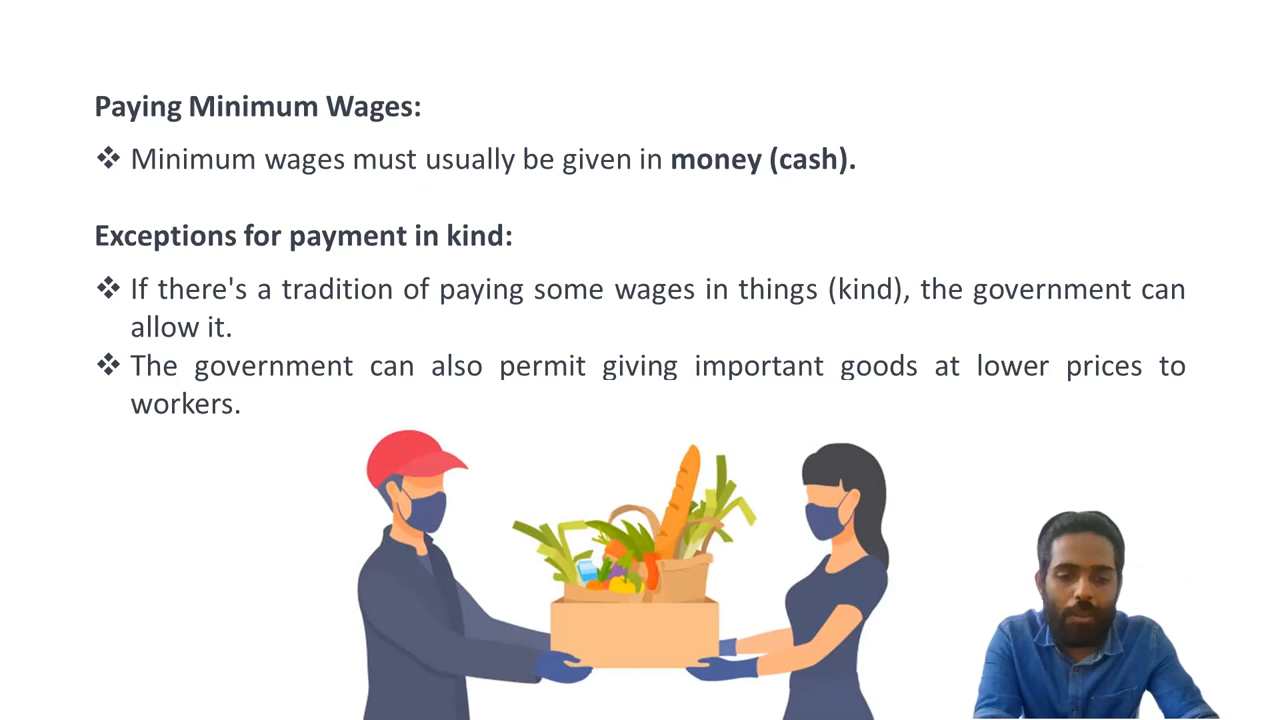 Paying Minimum Wages:
❖ Minimum wages must usually be given in money (cash).
Exceptions for payment in kind:
❖ If there's a tradition of paying some wages in things (kind), the government can
allow it.
❖ The government can also permit giving important goods at lower prices to
workers.